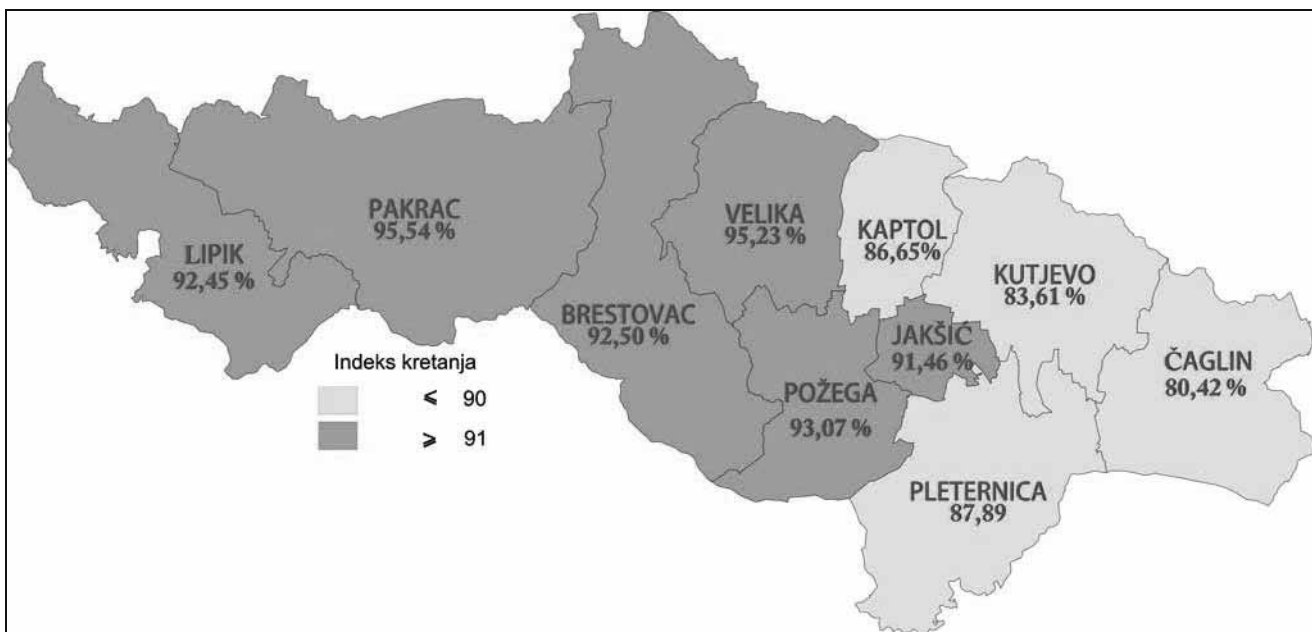 PAKRAC
95,54 %
LIPIK
92,45 %
VELIKA
95,23 %
KAPTOL
86,65%
KUTJEVO
83,61 %
BRESTOVAC
92,50 %
JAKŠIĆ
91,46 %
ČAGLIN
80,42 %
POŽEGA
93,07 %
PLETERNICA
87,89
Indeks kretanja
⩽ 90
⩾ 91